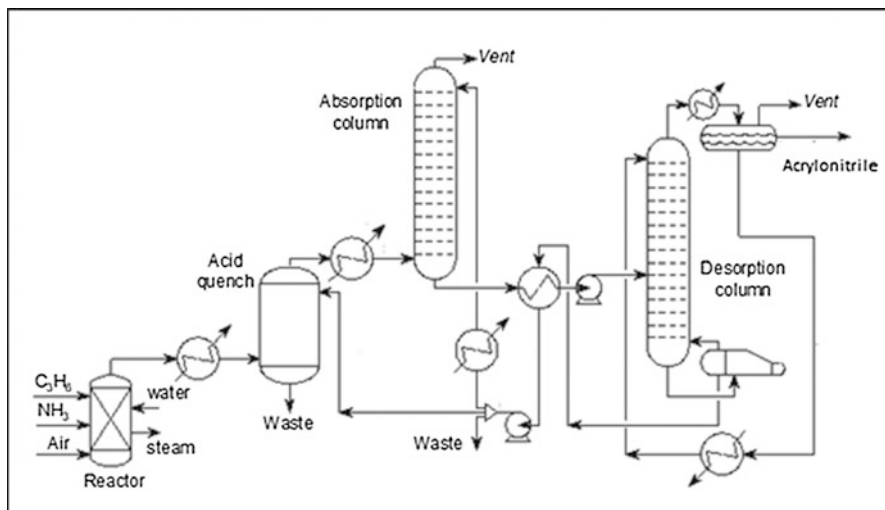 Vent
Absorption
column
Vent
Acrylonitrile
Acid
quench
Desorption
column
C₃H₆
water
NH₃
Waste
Air
steam
Waste
Reactor